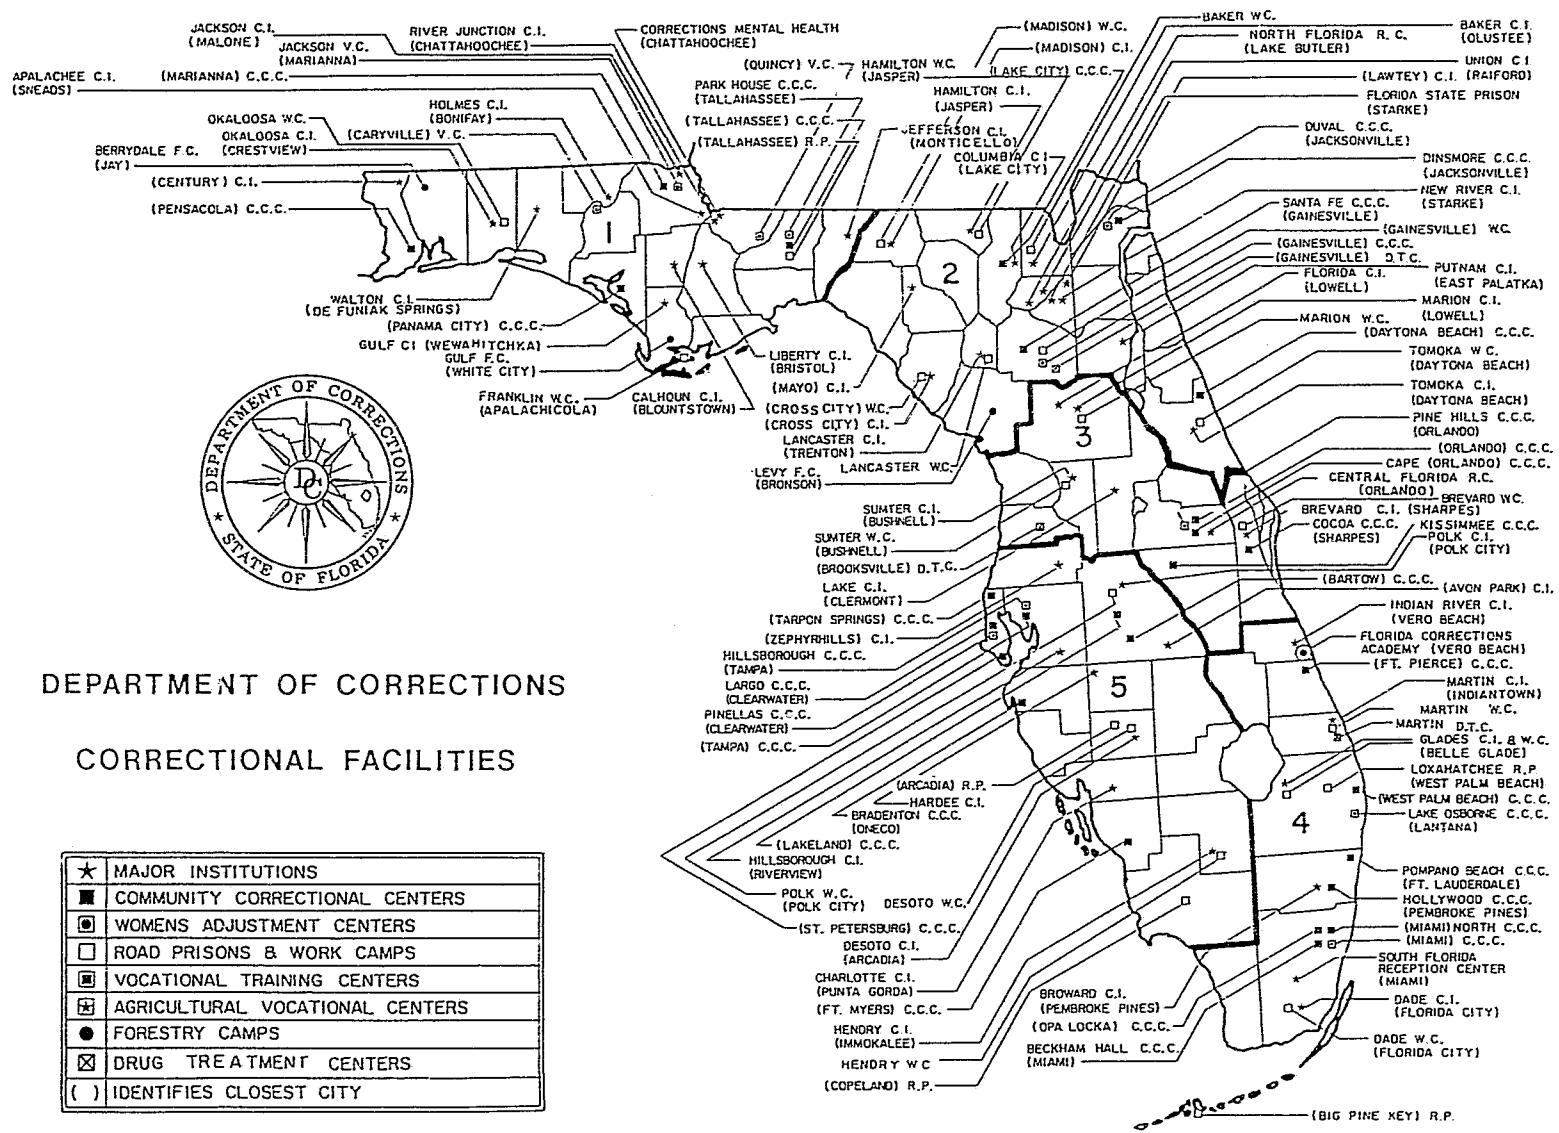 JACKSON C.I.
(MALONE)
JACKSON V.C.
(MARIANNA)
RIVER JUNCTION C.I.
(CHATTAHOOCHEE)
CORRECTIONS MENTAL HEALTH
(CHATTAHOOCHEE)
APALACHEE C.I.
(SNEADS)
(MARIANNA) C.C.C.
HOLMES C.I.
(BONIFAY)
OKALOOSA W.C.
OKALOOSA C.I.
(CRESTVIEW)
(CARYVILLE) V.C.
BERRYDALE F.C.
(JAY)
(CENTURY) C.I.
(PENSACOLA) C.C.C.
(QUINCY) V.C.
PARK HOUSE C.C.C.
(TALLAHASSEE)
(TALLAHASSEE) C.C.C.
(TALLAHASSEE) R.P.
HAMILTON W.C.
(JASPER)
(MADISON) W.C.
(MADISON) C.I.
(LAKE CITY) C.C.C.
HAMILTON C.I.
(JASPER)
JEFFERSON C.I.
(MONTICELLO)
COLUMBIA C.I
(LAKE CITY)
BAKER W.C.
BAKER C.I.
(OLUSTEE)
NORTH FLORIDA R.C.
(LAKE BUTLER)
UNION C.I.
(RAIFORD)
(LAWTEY) C.I.
FLORIDA STATE PRISON
(STARKE)
DUVAL C.C.C.
(JACKSONVILLE)
DINSMORE C.C.C.
(JACKSONVILLE)
NEW RIVER C.I.
(STARKE)
SANTA FE C.C.C.
(GAINESVILLE)
(GAINESVILLE) W.C.
(GAINESVILLE) C.C.C.
(GAINESVILLE) D.T.C.
FLORIDA C.I.
(LOWELL)
PUTNAM C.I.
(EAST PALATKA)
MARION C.I.
(LOWELL)
MARION W.C.
(DAYTONA BEACH) C.C.C.
TOMOKA W.C.
(DAYTONA BEACH)
TOMOKA C.I.
(DAYTONA BEACH)
PINE HILLS C.C.C.
(ORLANDO)
(ORLANDO) C.C.C.
CAPE (ORLANDO) C.C.C.
CENTRAL FLORIDA R.C.
(ORLANDO)
BREVARD W.C.
BREVARD C.I. (SHARPES)
COCOA C.C.C.
(SHARPES)
KISSIMMEE C.C.C.
POLK C.I.
(POLK CITY)
(BARTOW) C.C.C.
(AVON PARK) C.I.
INDIAN RIVER C.I.
(VERO BEACH)
FLORIDA CORRECTIONS
ACADEMY (VERO BEACH)
(FT. PIERCE) C.C.C.
MARTIN C.I.
(INDIANTOWN)
MARTIN W.C.
MARTIN D.T.C.
GLADES C.I. & W.C.
(BELLE GLADE)
LOXAHATCHEE R.P.
(WEST PALM BEACH)
(WEST PALM BEACH) C.C.C.
LAKE OSBORNE C.C.C.
(LANTANA)
POMPANO BEACH C.C.C.
(FT. LAUDERDALE)
HOLLYWOOD C.C.C.
(PEMBROKE PINES)
(MIAMI) NORTH C.C.C.
(MIAMI) C.C.C.
SOUTH FLORIDA
RECEPTION CENTER
(MIAMI)
DADE C.I.
(FLORIDA CITY)
DADE W.C.
(FLORIDA CITY)
(BIG PINE KEY) R.P.
WALTON C.I.
(DE FUNIAK SPRINGS)
(PANAMA CITY) C.C.C.
GULF CI (WEWAHITCHKA)
GULF F.C.
(WHITE CITY)
FRANKLIN W.C.
(APALACHICOLA)
CALHOUN C.I.
(BLOUNTSTOWN)
LIBERTY C.I.
(BRISTOL)
(MAYO) C.I.
(CROSS CITY) W.C.
(CROSS CITY) C.I.
LANCASTER C.I.
(TRENTON)
LANCASTER W.C.
LEVY F.C.
(BRONSON)
SUMTER C.I.
(BUSHNELL)
SUMTER W.C.
(BUSHNELL)
(BROOKSVILLE) D.T.C.
LAKE C.I.
(CLERMONT)
(TARPON SPRINGS) C.C.C.
(ZEPHYRHILLS) C.I.
HILLSBOROUGH C.C.C.
(TAMPA)
LARGO C.C.C.
(CLEARWATER)
PINELLAS C.C.C.
(CLEARWATER)
(TAMPA) C.C.C.
(ARCADIA) R.P.
HARDEE C.I.
BRADENTON C.C.C.
(ONECO)
(LAKELAND) C.C.C.
HILLSBOROUGH C.I.
(RIVERVIEW)
POLK W.C.
(POLK CITY)
DESOTO W.C.
(ST. PETERSBURG) C.C.C.
DESOTO C.I.
(ARCADIA)
CHARLOTTE C.I.
(PUNTA GORDA)
(FT. MYERS) C.C.C.
HENDRY C.I.
(IMMOKALEE)
HENDRY W C
(COPELAND) R.P.
BROWARD C.I.
(PEMBROKE PINES)
(OPA LOCKA) C.C.C.
BECKHAM HALL C.C.C.
(MIAMI)
1
2
3
5
4
DEPARTMENT OF CORRECTIONS
DC
STATE OF FLORIDA
DEPARTMENT OF CORRECTIONS
CORRECTIONAL FACILITIES
MAJOR INSTITUTIONS
COMMUNITY CORRECTIONAL CENTERS
WOMENS ADJUSTMENT CENTERS
ROAD PRISONS & WORK CAMPS
VOCATIONAL TRAINING CENTERS
AGRICULTURAL VOCATIONAL CENTERS
FORESTRY CAMPS
DRUG TREATMENT CENTERS
( ) IDENTIFIES CLOSEST CITY